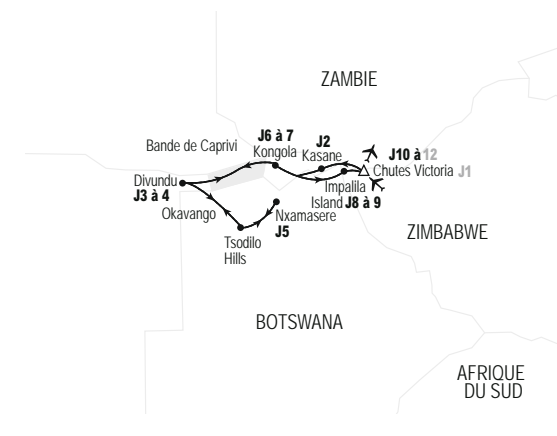 ZAMBIE
J6 à 7
Kongola
J2
Kasane
J10 à 12
Chutes Victoria J1
Bande de Caprivi
Divundu
J3 à 4
Impalila
Island J8 à 9
Okavango
Nxamasere
J5
Tsodilo
Hills
ZIMBABWE
BOTSWANA
AFRIQUE
DU SUD